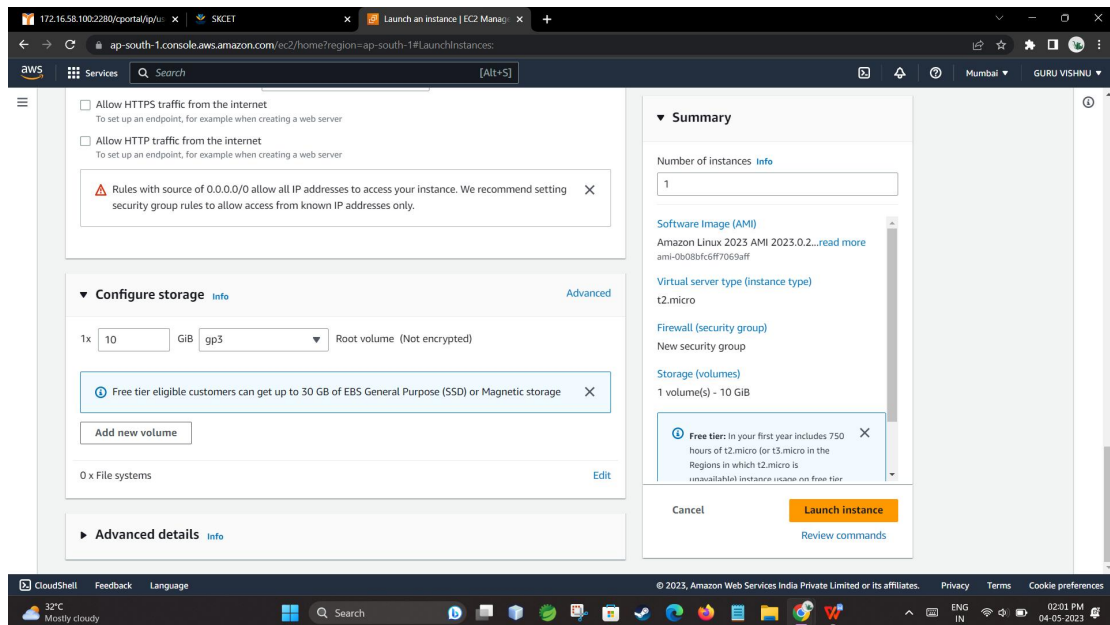 172.16.58.100:2280/cportal/ip/us
SKCET
Launch an instance | EC2 Manage
ap-south-1.console.aws.amazon.com/ec2/home?region=ap-south-1#LaunchInstances:
aws
Services
Search
[Alt+S]
Mumbai
GURU VISHNU
Allow HTTPS traffic from the internet
To set up an endpoint, for example when creating a web server
Allow HTTP traffic from the internet
To set up an endpoint, for example when creating a web server
Rules with source of 0.0.0.0/0 allow all IP addresses to access your instance. We recommend setting
security group rules to allow access from known IP addresses only.
Configure storage Info
Advanced
1x 10 GiB gp3 Root volume (Not encrypted)
Free tier eligible customers can get up to 30 GB of EBS General Purpose (SSD) or Magnetic storage
Add new volume
0 x File systems
Edit
Advanced details Info
Summary
Number of instances Info
1
Software Image (AMI)
Amazon Linux 2023 AMI 2023.0.2...read more
ami-0b08bfc6ff7069aff
Virtual server type (instance type)
t2.micro
Firewall (security group)
New security group
Storage (volumes)
1 volume(s) - 10 GiB
Free tier: In your first year includes 750
hours of t2.micro (or t3.micro in the
Regions in which t2.micro is
unavailable) instance usage on free tier
Cancel
Launch instance
Review commands
CloudShell
Feedback
Language
© 2023, Amazon Web Services India Private Limited or its affiliates.
Privacy
Terms
Cookie preferences
32°C
Mostly cloudy
Search
ENG
IN
02:01 PM
04-05-2023